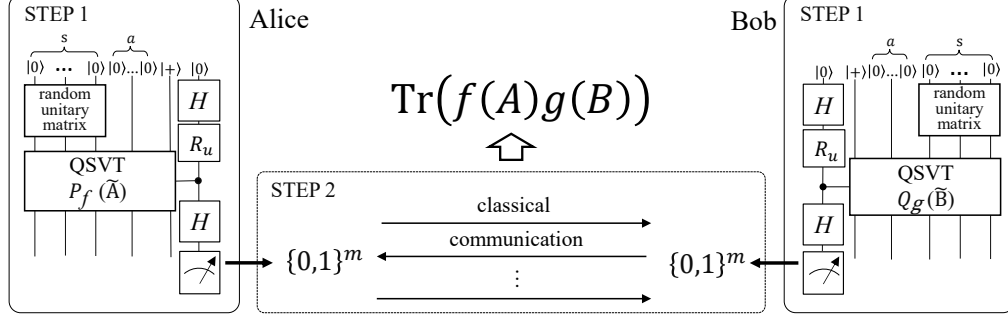 STEP 1
Alice
s
a
|0⟩ ... |0⟩ |0⟩...|0⟩ |+⟩ |0⟩
random
unitary
matrix
H
R_u
QSVT
P_f (Ã)
H
Tr(f(A)g(B))
STEP 2
classical
communication
⋮
{0,1}^m
{0,1}^m
Bob
STEP 1
a
s
|0⟩ |+⟩ |0⟩...|0⟩ |0⟩ ... |0⟩
H
random
unitary
matrix
R_u
QSVT
Q_g(B̃)
H